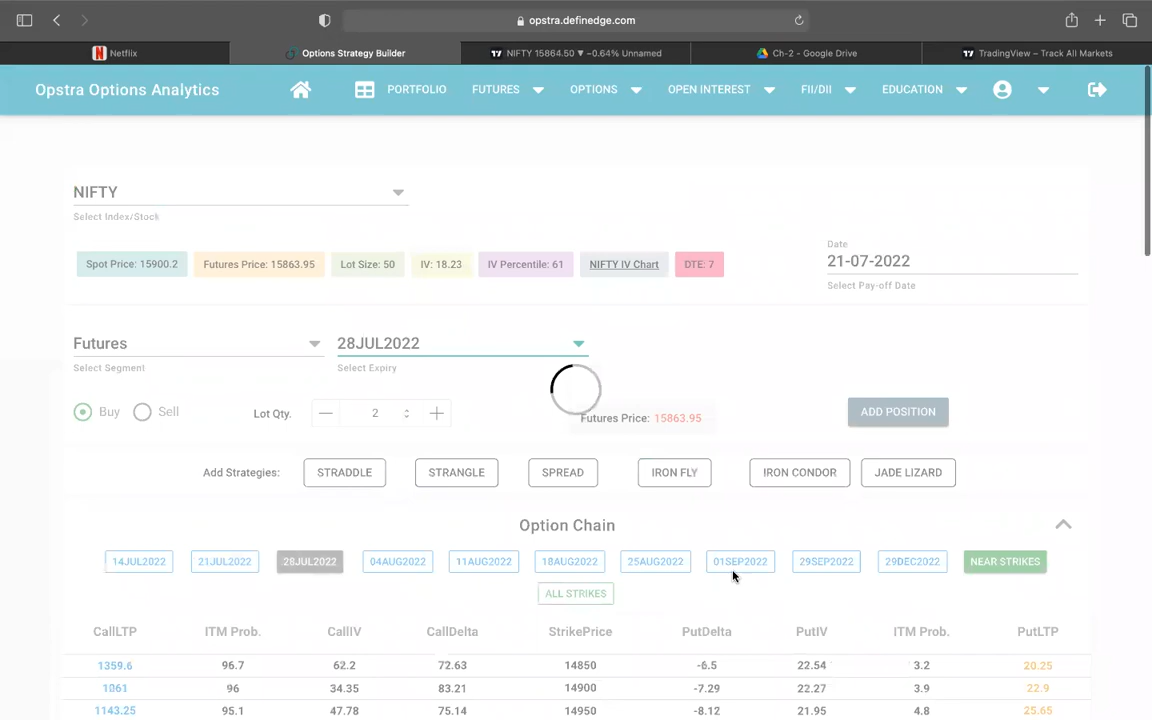 opstra.definedge.com
Netflix
Options Strategy Builder
NIFTY 15864.50 ▼ −0.64% Unnamed
Ch-2 - Google Drive
TradingView – Track All Markets
Opstra Options Analytics
PORTFOLIO
FUTURES
OPTIONS
OPEN INTEREST
FII/DII
EDUCATION
NIFTY
Select Index/Stock
Date
21-07-2022
Select Pay-off Date
Spot Price: 15900.2
Futures Price: 15863.95
Lot Size: 50
IV: 18.23
IV Percentile: 61
NIFTY IV Chart
DTE: 7
Futures
28JUL2022
Select Segment
Select Expiry
Buy
Sell
Lot Qty.
2
Futures Price: 15863.95
ADD POSITION
Add Strategies:
STRADDLE
STRANGLE
SPREAD
IRON FLY
IRON CONDOR
JADE LIZARD
Option Chain
14JUL2022
21JUL2022
28JUL2022
04AUG2022
11AUG2022
18AUG2022
25AUG2022
01SEP2022
29SEP2022
29DEC2022
NEAR STRIKES
ALL STRIKES
CallLTP ITM Prob. CallIV CallDelta StrikePrice PutDelta PutIV ITM Prob. PutLTP
1359.6 96.7 62.2 72.63 14850 -6.5 22.54 3.2 20.25
1061 96 34.35 83.21 14900 -7.29 22.27 3.9 22.9
1143.25 95.1 47.78 75.14 14950 -8.12 21.95 4.8 25.65